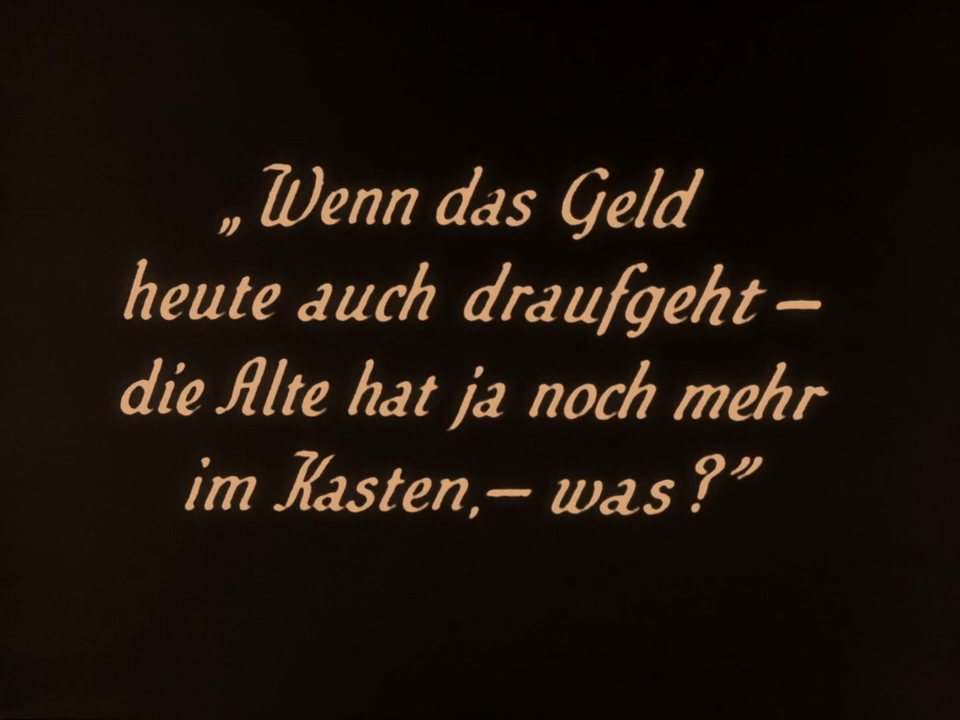 „Wenn das Geld
heute auch draufgeht —
die Alte hat ja noch mehr
im Kasten, — was?”